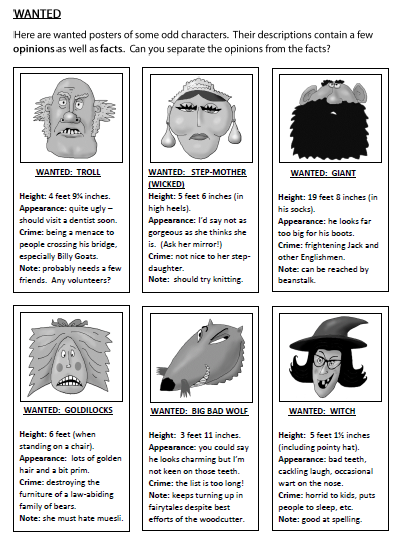 WANTED
Here are wanted posters of some odd characters. Their descriptions contain a few
opinions as well as facts. Can you separate the opinions from the facts?
WANTED: TROLL
Height: 4 feet 9¾ inches.
Appearance: quite ugly –
should visit a dentist soon.
Crime: being a menace to
people crossing his bridge,
especially Billy Goats.
Note: probably needs a few
friends. Any volunteers?
WANTED: STEP-MOTHER
(WICKED)
Height: 5 feet 6 inches (in
high heels).
Appearance: I'd say not as
gorgeous as she thinks she
is. (Ask her mirror!)
Crime: not nice to her step-
daughter.
Note: should try knitting.
WANTED: GIANT
Height: 19 feet 8 inches (in
his socks).
Appearance: he looks far
too big for his boots.
Crime: frightening Jack and
other Englishmen.
Note: can be reached by
beanstalk.
WANTED: GOLDILOCKS
Height: 6 feet (when
standing on a chair).
Appearance: lots of golden
hair and a bit prim.
Crime: destroying the
furniture of a law-abiding
family of bears.
Note: she must hate muesli.
WANTED: BIG BAD WOLF
Height: 3 feet 11 inches.
Appearance: you could say
he looks charming but I'm
not keen on those teeth.
Crime: the list is too long!
Note: keeps turning up in
fairytales despite best
efforts of the woodcutter.
WANTED: WITCH
Height: 5 feet 1½ inches
(including pointy hat).
Appearance: bad teeth,
cackling laugh, occasional
wart on the nose.
Crime: horrid to kids, puts
people to sleep, etc.
Note: good at spelling.